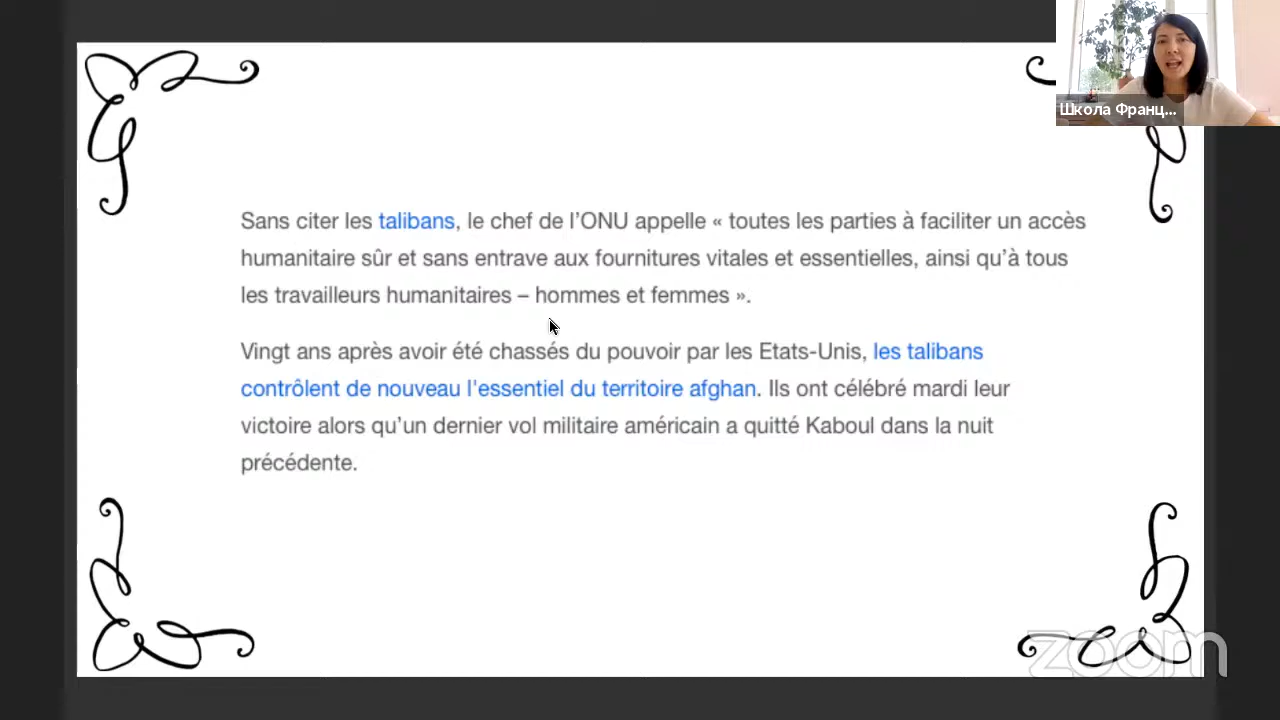 Школа Франц...
Sans citer les talibans, le chef de l’ONU appelle « toutes les parties à faciliter un accès
humanitaire sûr et sans entrave aux fournitures vitales et essentielles, ainsi qu’à tous
les travailleurs humanitaires – hommes et femmes ».
Vingt ans après avoir été chassés du pouvoir par les Etats-Unis, les talibans
contrôlent de nouveau l'essentiel du territoire afghan. Ils ont célébré mardi leur
victoire alors qu’un dernier vol militaire américain a quitté Kaboul dans la nuit
précédente.
zoom